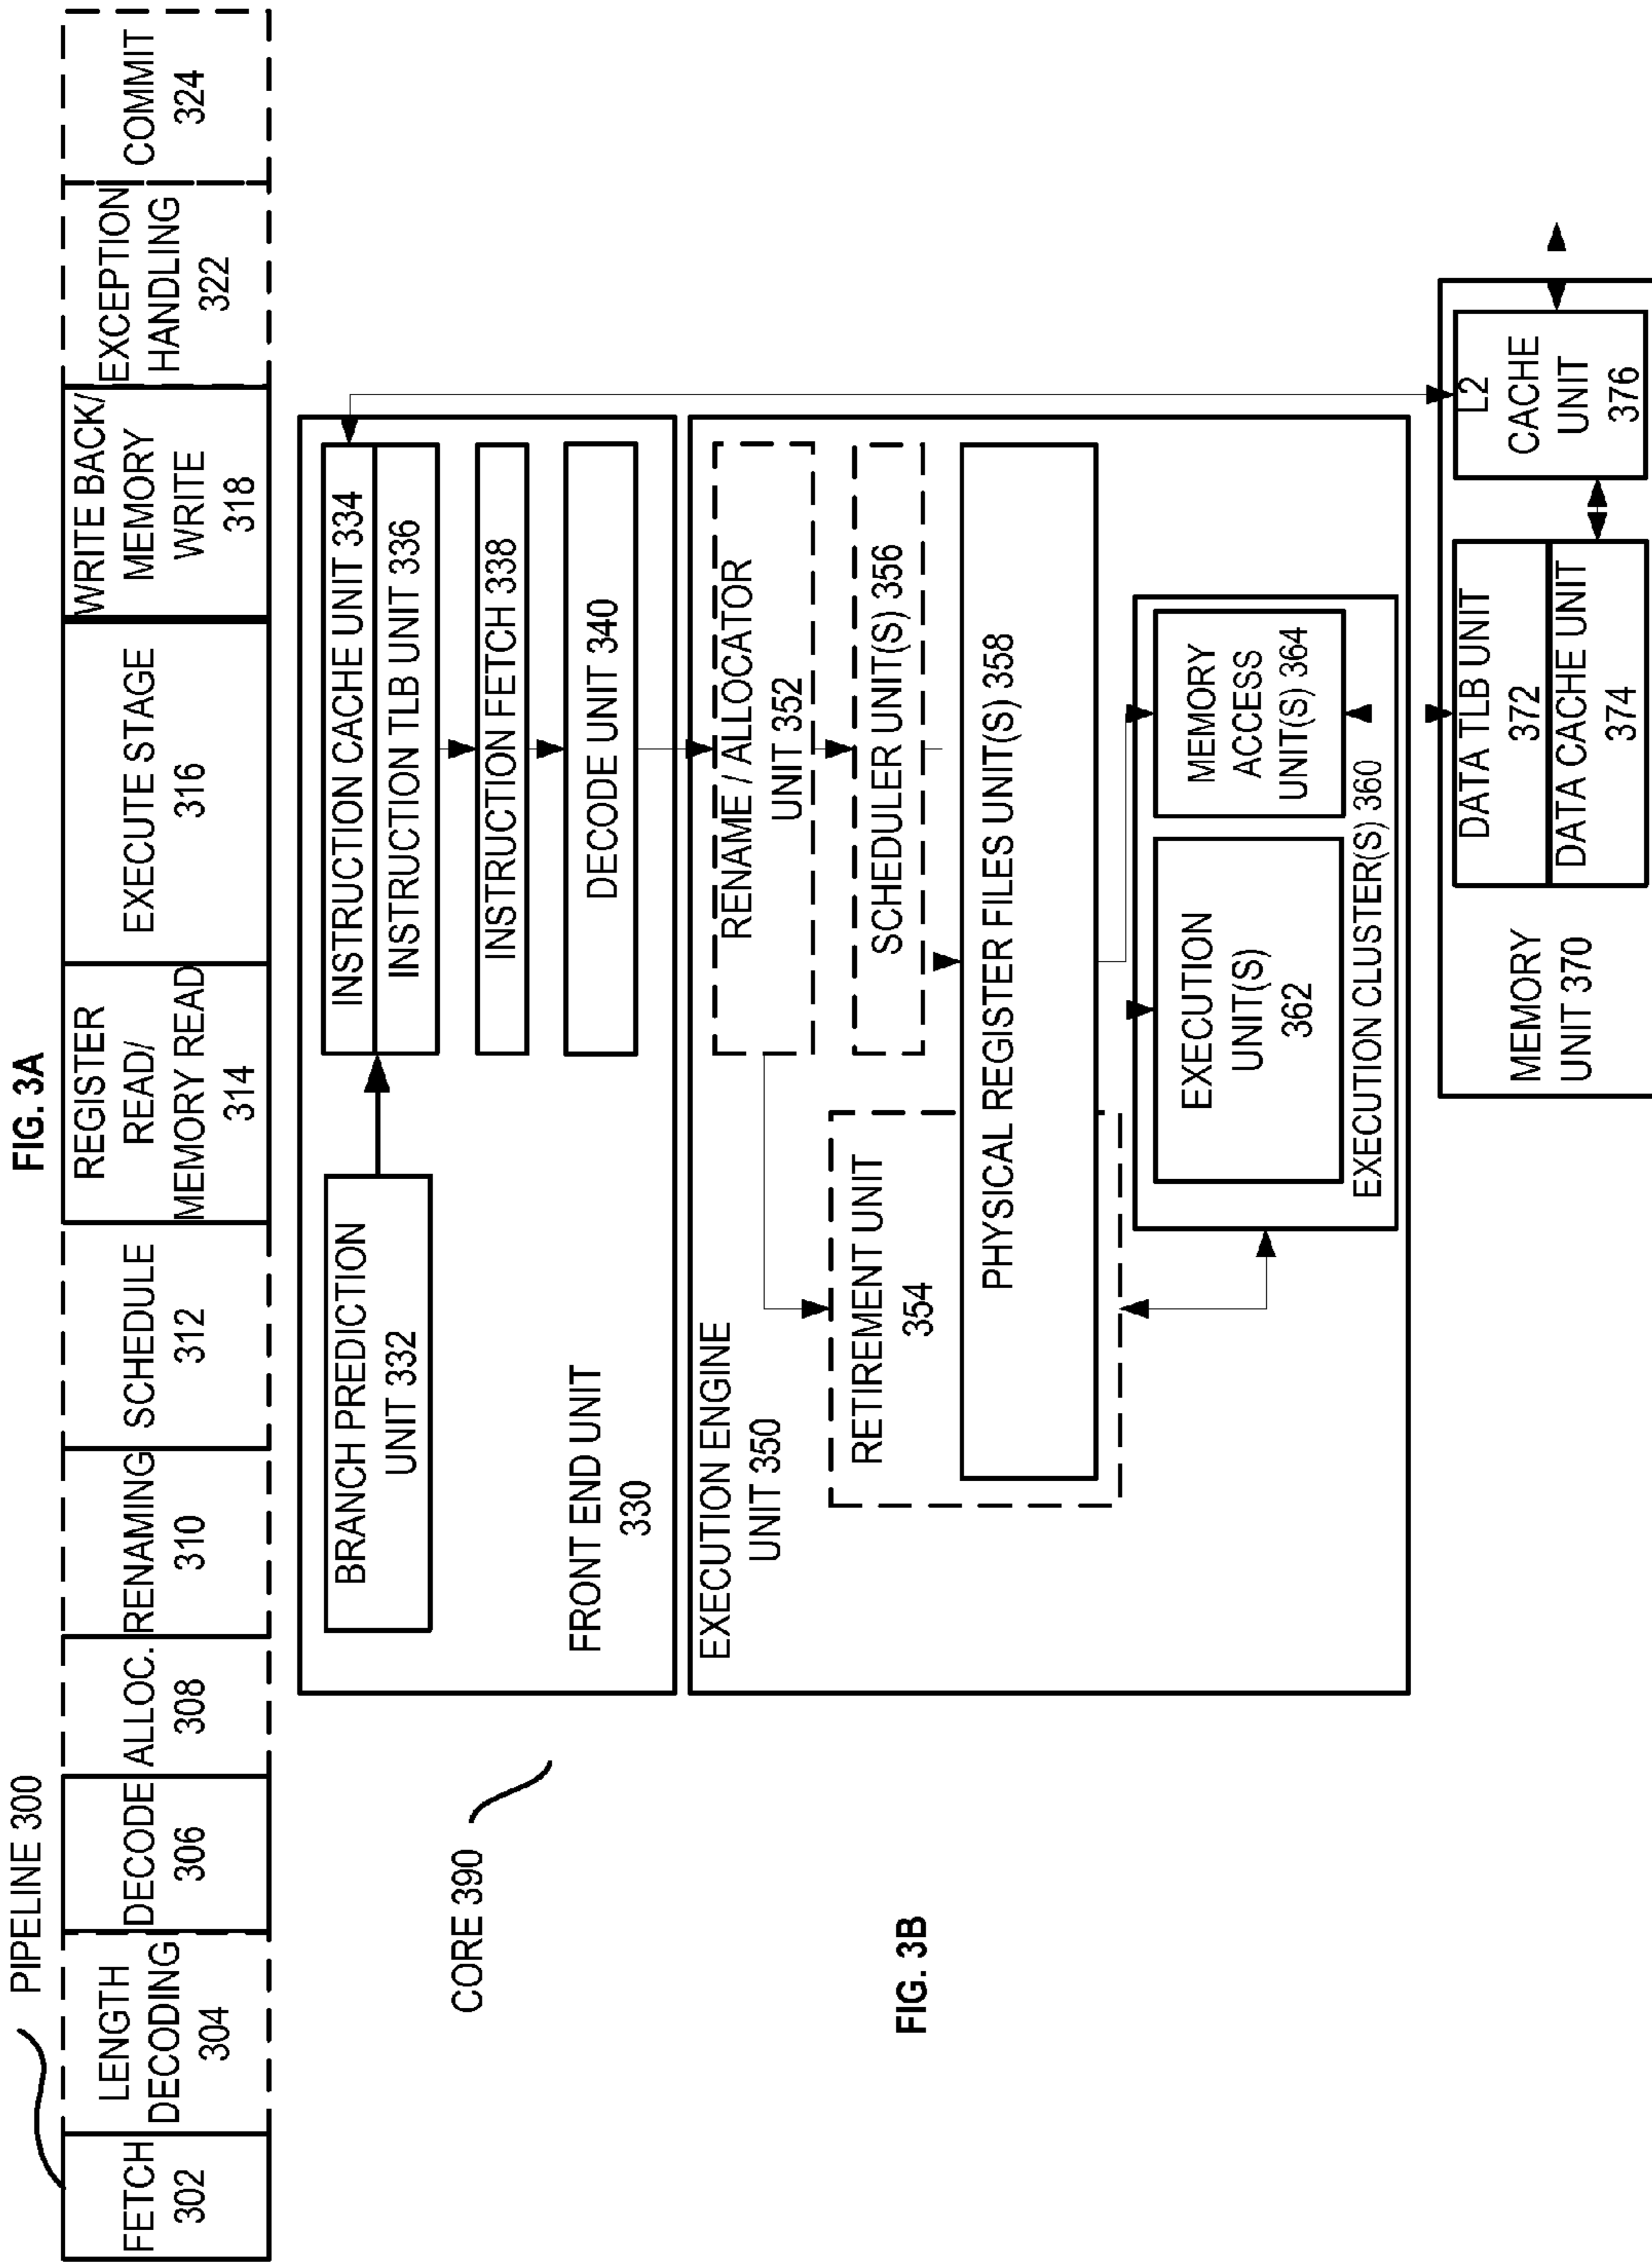 FIG. 3A
PIPELINE 300
FETCH
302
LENGTH
DECODING
304
DECODE
306
ALLOC.
308
RENAMING
310
SCHEDULE
312
REGISTER
READ/
MEMORY READ
314
EXECUTE STAGE
316
WRITE BACK/
MEMORY
WRITE
318
EXCEPTION
HANDLING
322
COMMIT
324
CORE 390
FIG. 3B
BRANCH PREDICTION
UNIT 332
FRONT END UNIT
330
INSTRUCTION CACHE UNIT 334
INSTRUCTION TLB UNIT 336
INSTRUCTION FETCH 338
DECODE UNIT 340
EXECUTION ENGINE
UNIT 350
RENAME / ALLOCATOR
UNIT 352
RETIREMENT UNIT
354
SCHEDULER UNIT(S) 356
PHYSICAL REGISTER FILES UNIT(S) 358
EXECUTION
UNIT(S)
362
MEMORY
ACCESS
UNIT(S) 364
EXECUTION CLUSTER(S) 360
MEMORY
UNIT 370
DATA TLB UNIT
372
DATA CACHE UNIT
374
L2
CACHE
UNIT
376